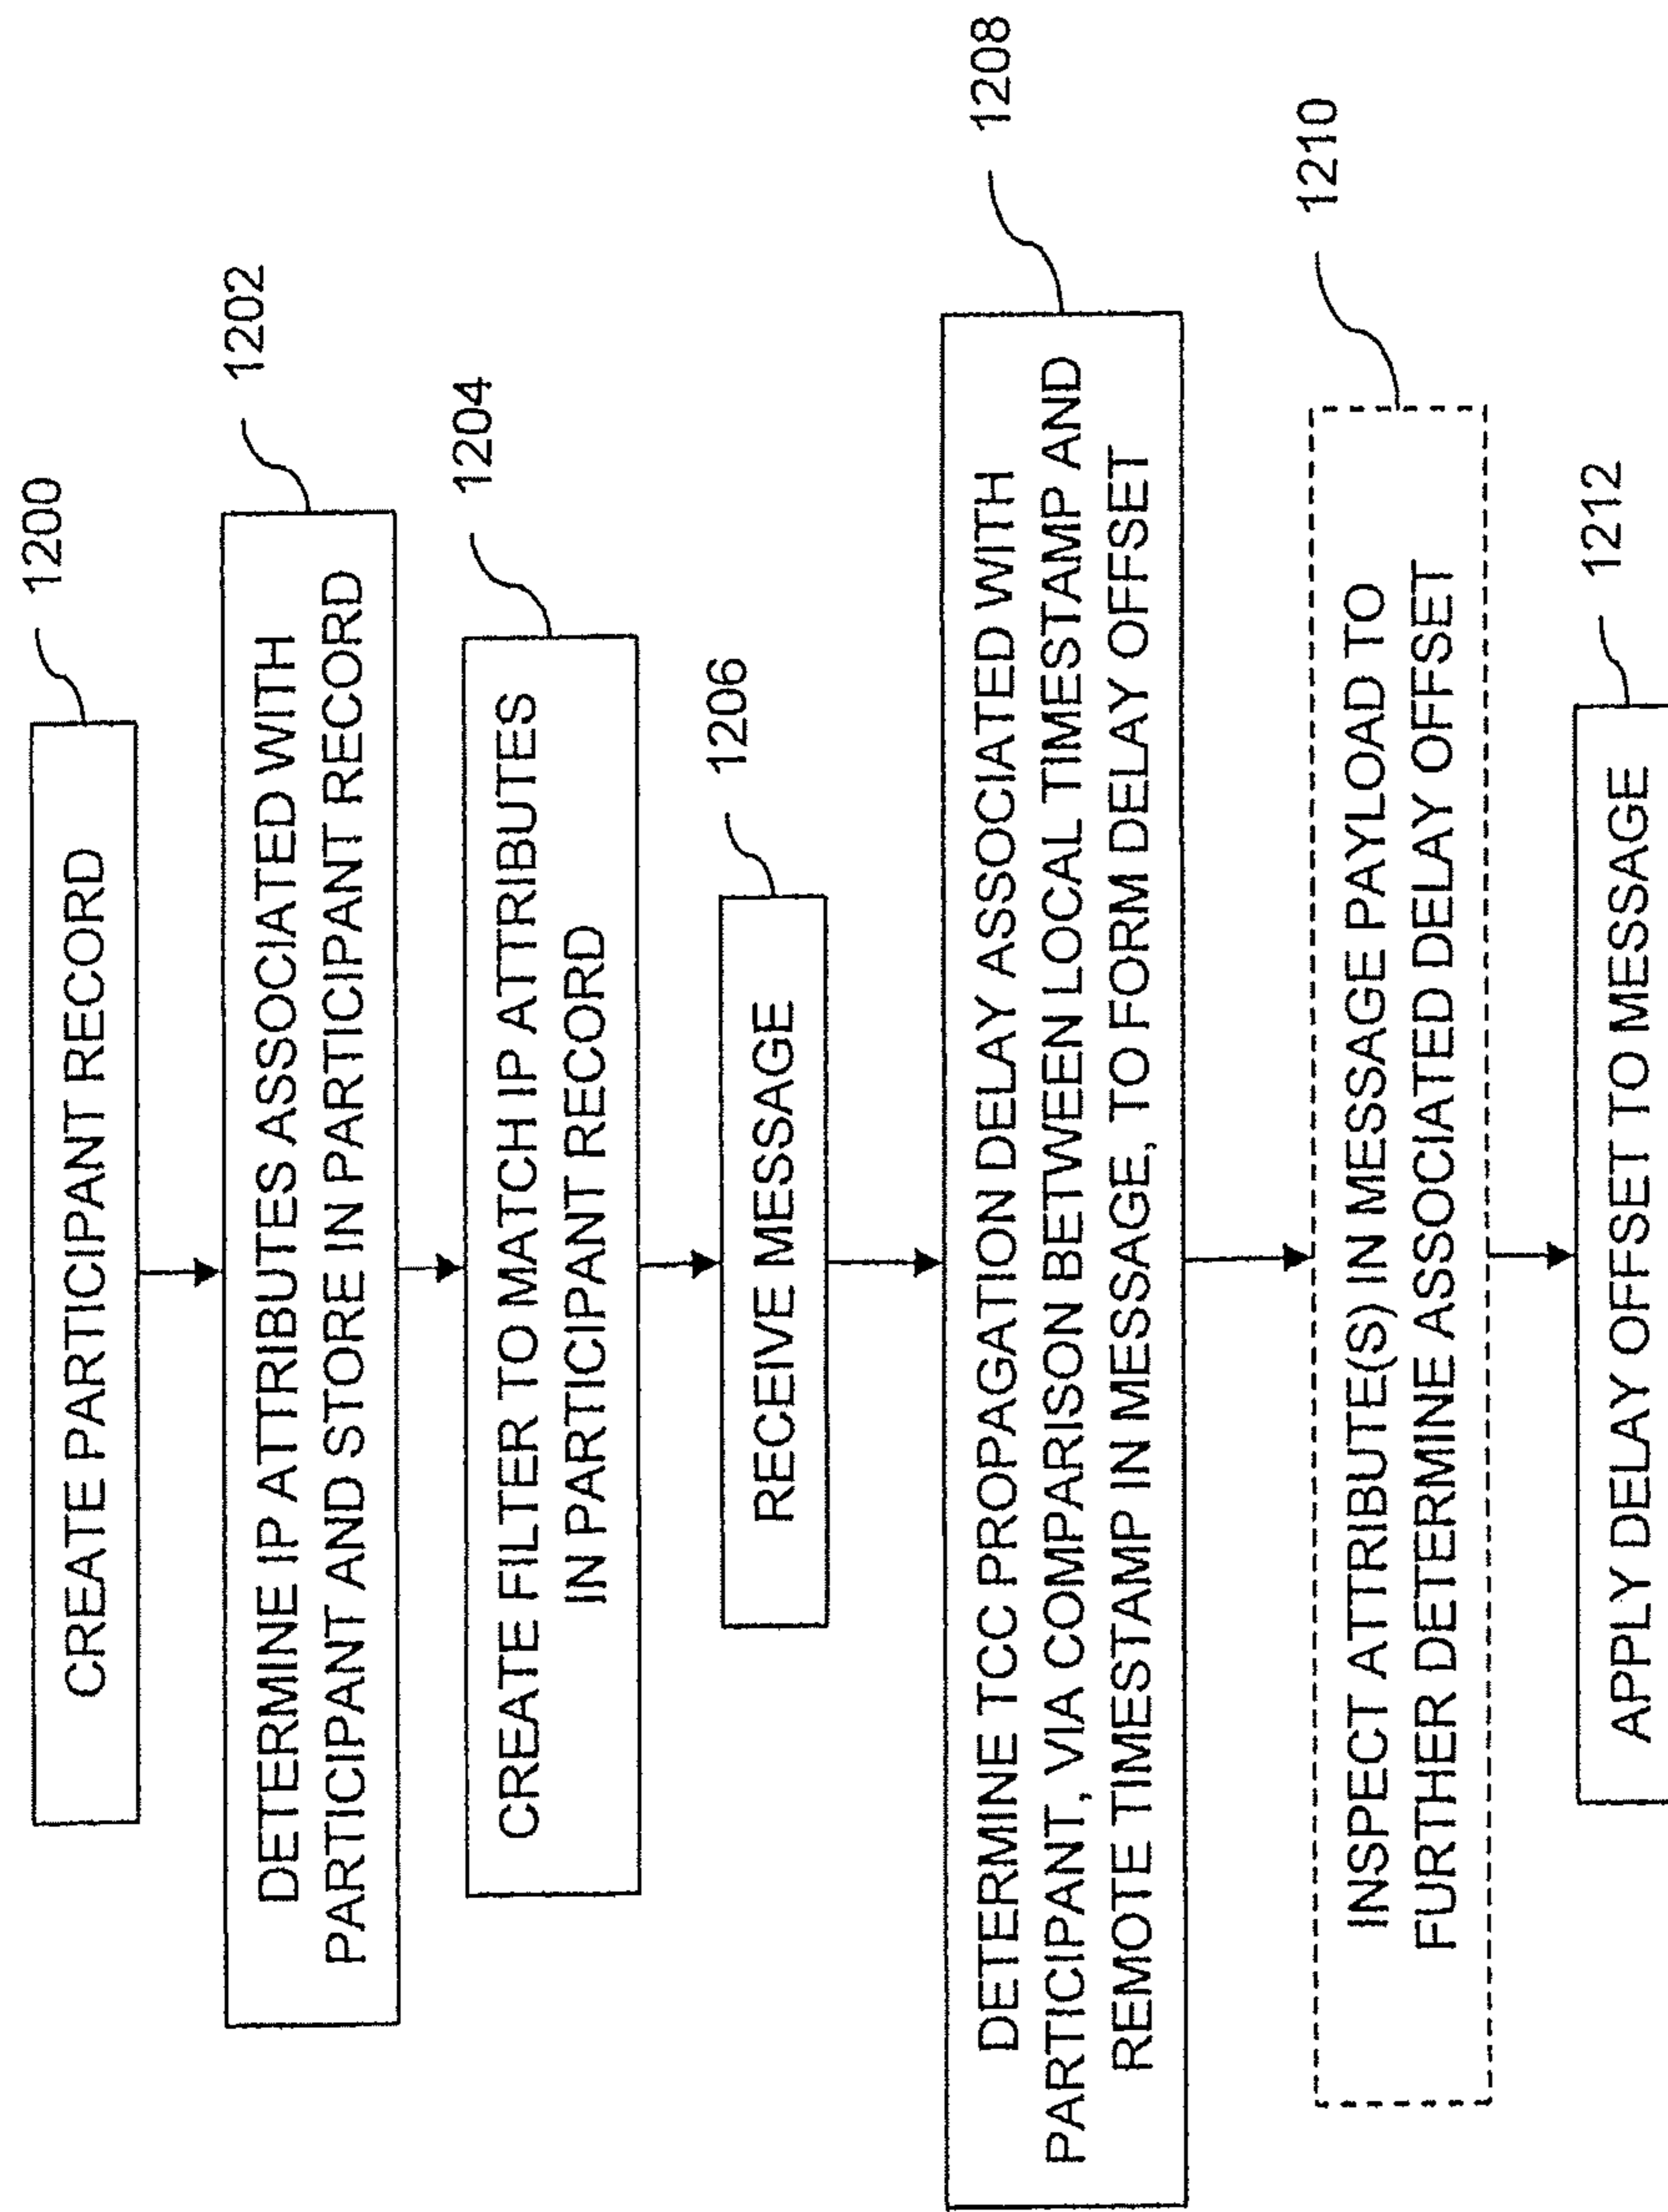 1200
CREATE PARTICIPANT RECORD
1202
DETERMINE IP ATTRIBUTES ASSOCIATED WITH
PARTICIPANT AND STORE IN PARTICIPANT RECORD
1204
CREATE FILTER TO MATCH IP ATTRIBUTES
IN PARTICIPANT RECORD
1206
RECEIVE MESSAGE
1208
DETERMINE TCC PROPAGATION DELAY ASSOCIATED WITH
PARTICIPANT, VIA COMPARISON BETWEEN LOCAL TIMESTAMP AND
REMOTE TIMESTAMP IN MESSAGE, TO FORM DELAY OFFSET
1210
INSPECT ATTRIBUTE(S) IN MESSAGE PAYLOAD TO
FURTHER DETERMINE ASSOCIATED DELAY OFFSET
1212
APPLY DELAY OFFSET TO MESSAGE